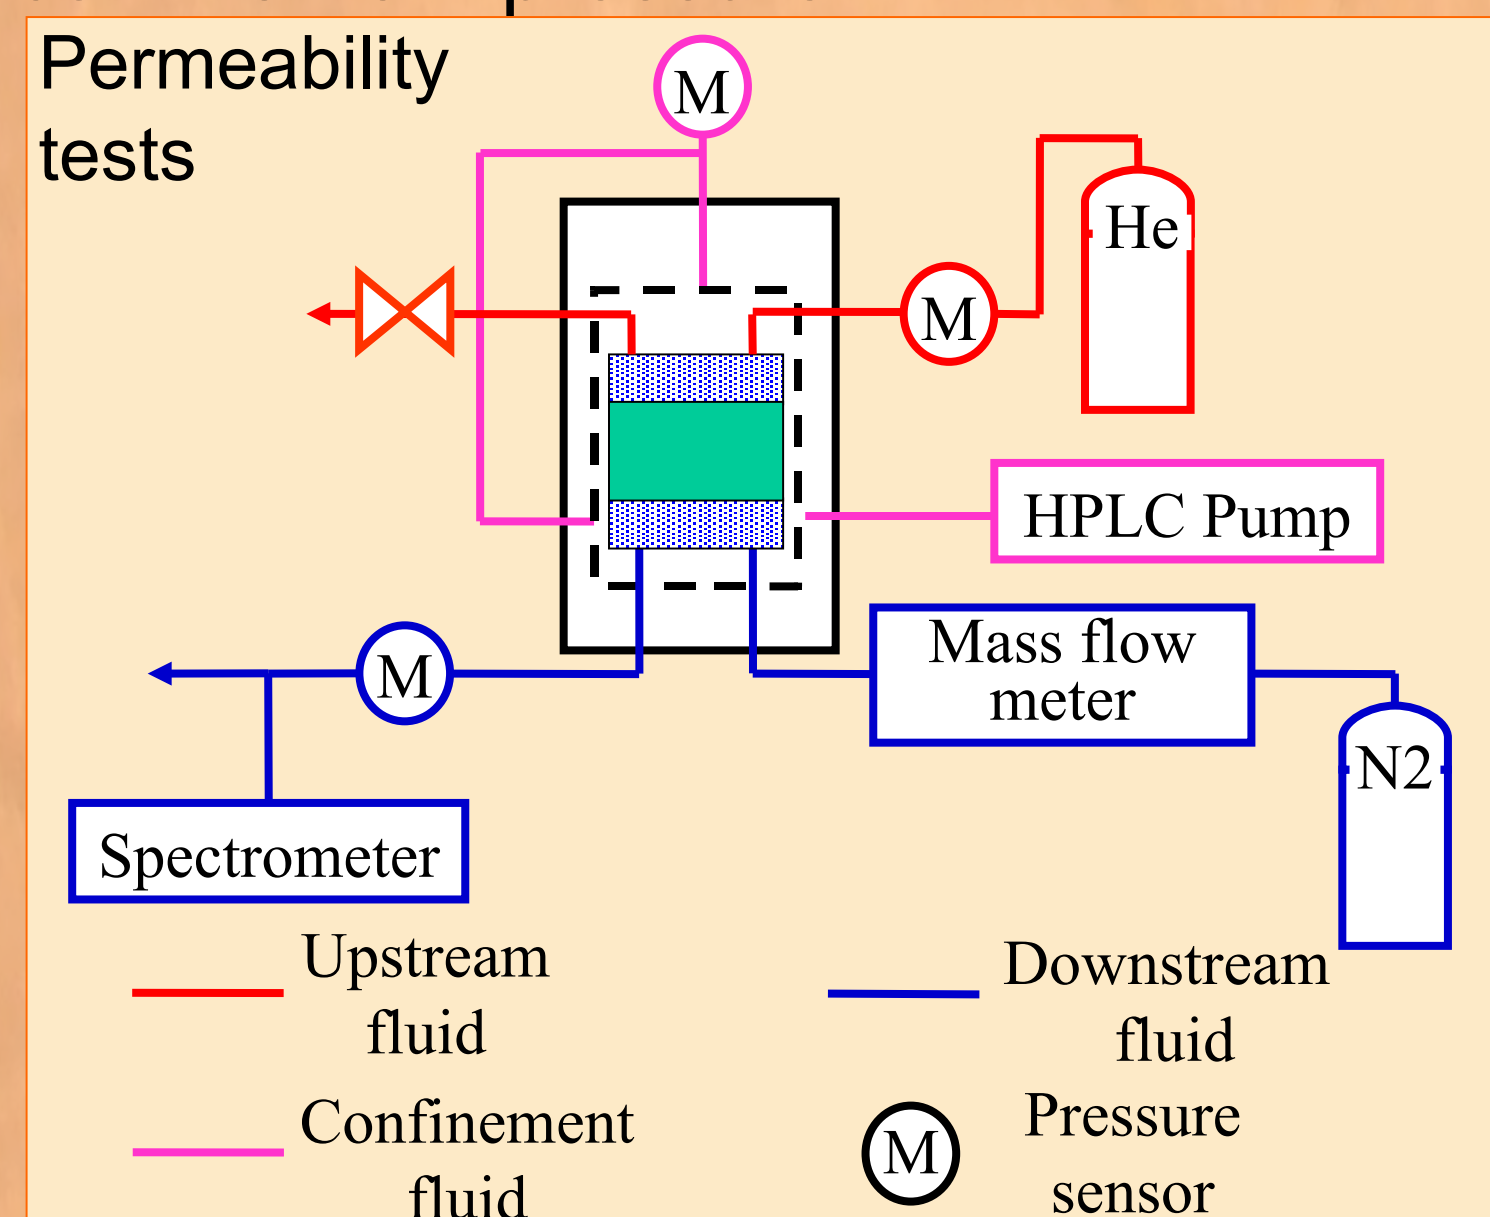 Permeability
tests
M
He
M
HPLC Pump
Mass flow
meter
M
N2
Spectrometer
Upstream
fluid
Downstream
fluid
Confinement
fluid
M
Pressure
sensor